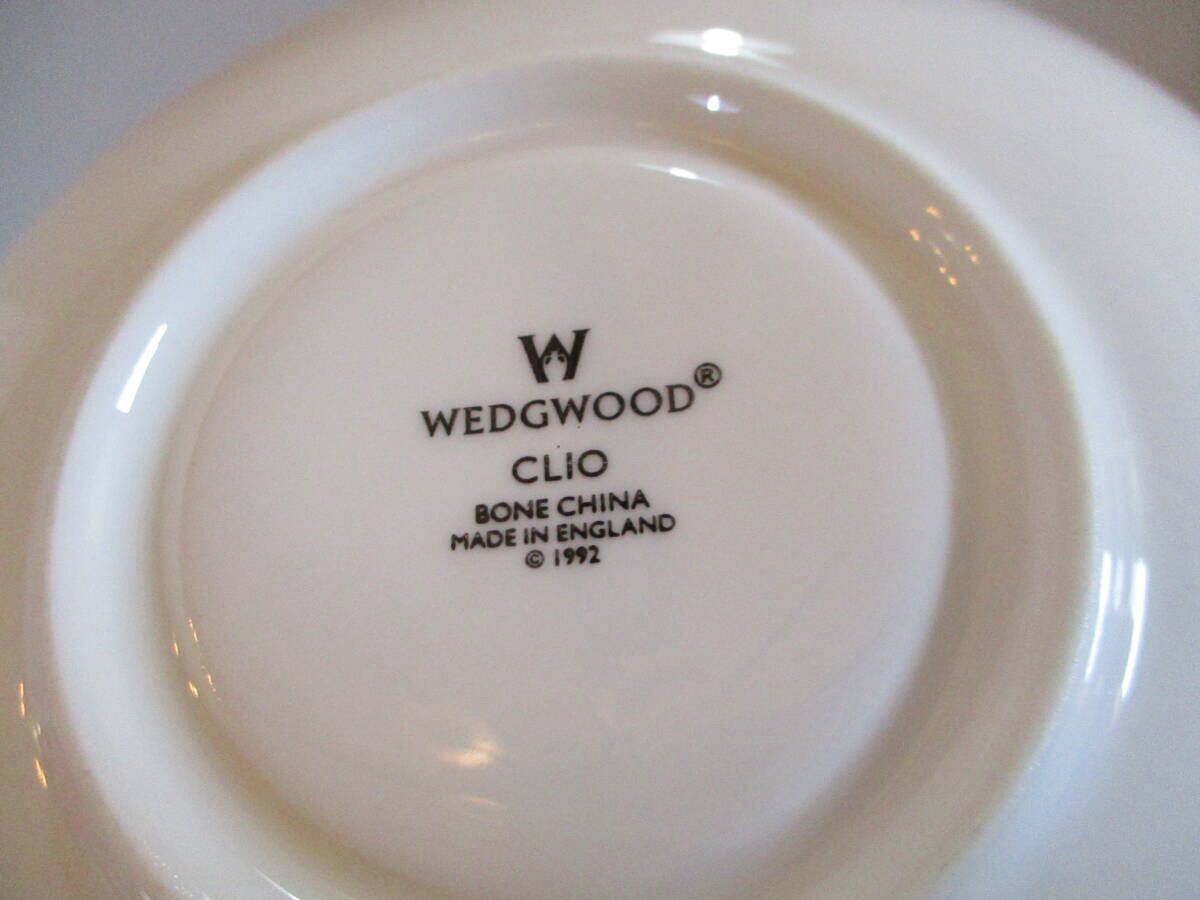 W
WEDGWOOD®
CLIO
BONE CHINA
MADE IN ENGLAND
© 1992